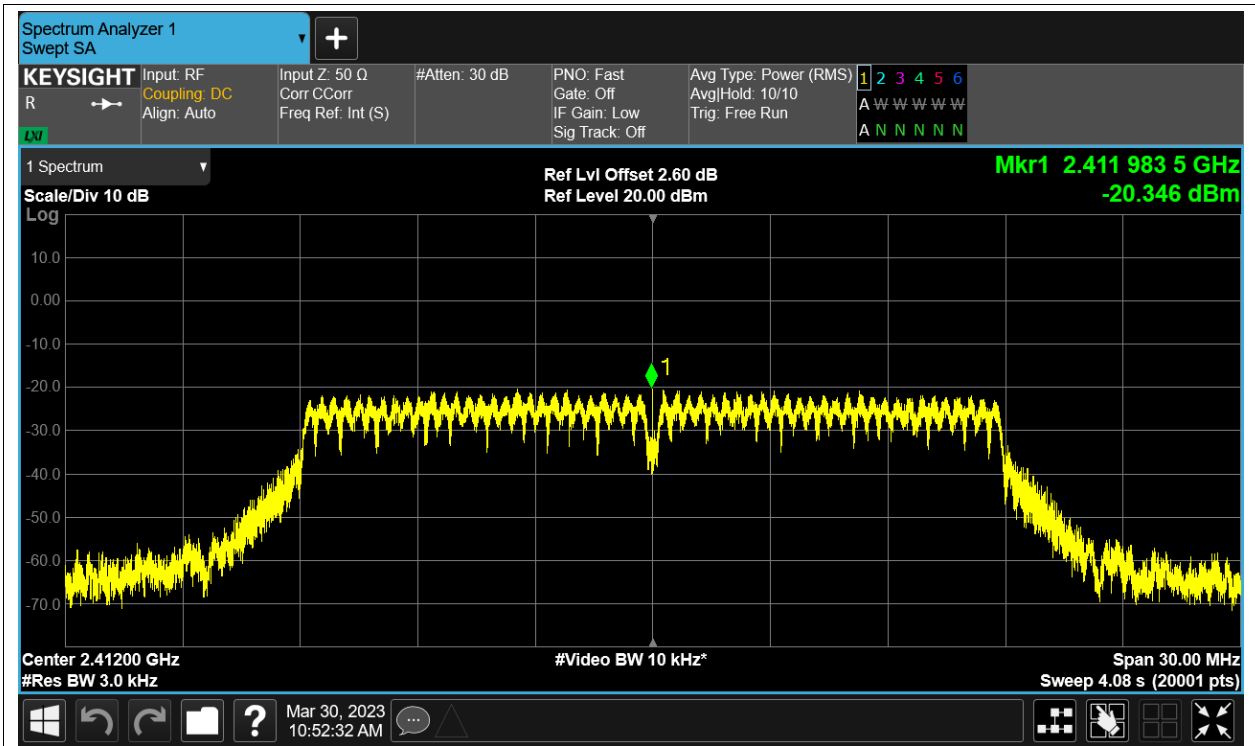 Spectrum Analyzer 1
Swept SA
KEYSIGHT
R
LXI
Input: RF
Coupling: DC
Align: Auto
Input Z: 50 Ω
Corr CCorr
Freq Ref: Int (S)
#Atten: 30 dB
PNO: Fast
Gate: Off
IF Gain: Low
Sig Track: Off
Avg Type: Power (RMS)
Avg|Hold: 10/10
Trig: Free Run
1 2 3 4 5 6
A W W W W W
A N N N N N
1 Spectrum
Scale/Div 10 dB
Log
Ref Lvl Offset 2.60 dB
Ref Level 20.00 dBm
Mkr1 2.411 983 5 GHz
-20.346 dBm
10.0
0.00
-10.0
1
-20.0
-30.0
-40.0
-50.0
-60.0
-70.0
Center 2.41200 GHz
#Res BW 3.0 kHz
#Video BW 10 kHz*
Span 30.00 MHz
Sweep 4.08 s (20001 pts)
?
Mar 30, 2023
10:52:32 AM